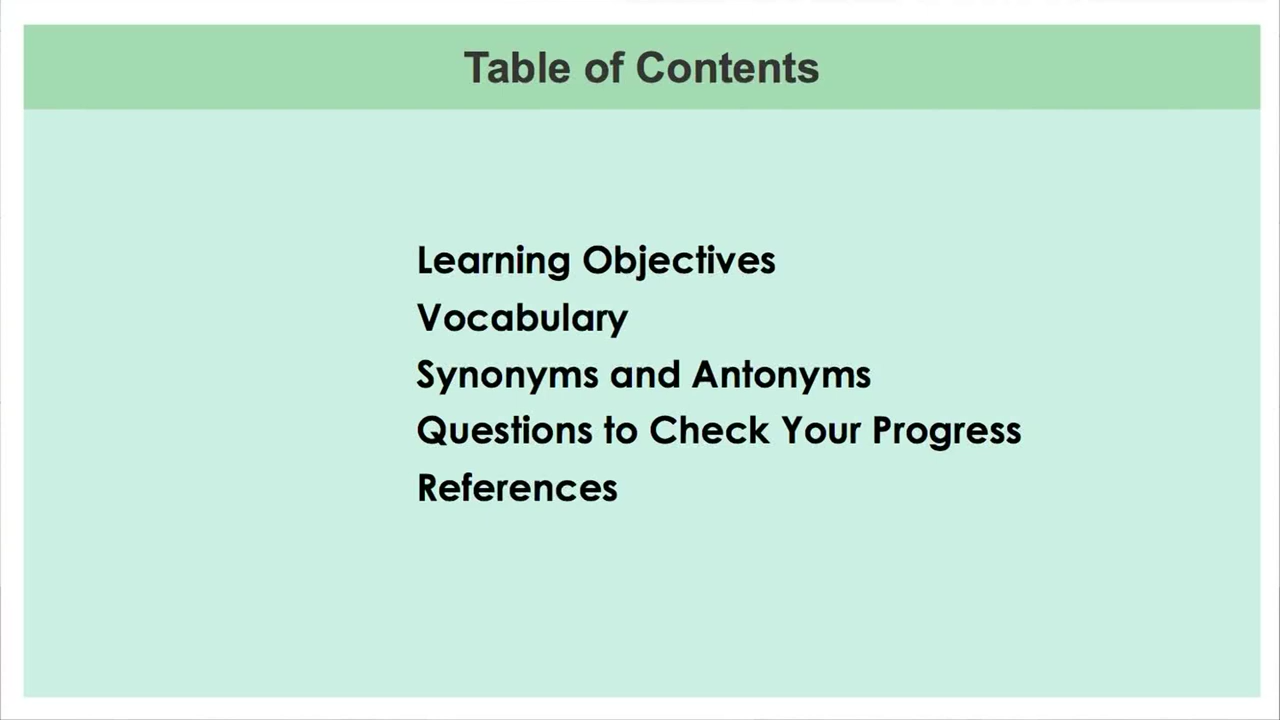 Table of Contents
Learning Objectives
Vocabulary
Synonyms and Antonyms
Questions to Check Your Progress
References